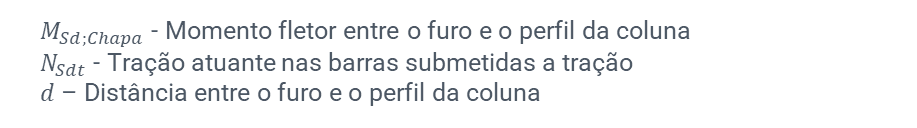 M_{Sd;Chapa} - Momento fletor entre o furo e o perfil da coluna
N_{Sdt} - Tração atuante nas barras submetidas a tração
d – Distância entre o furo e o perfil da coluna